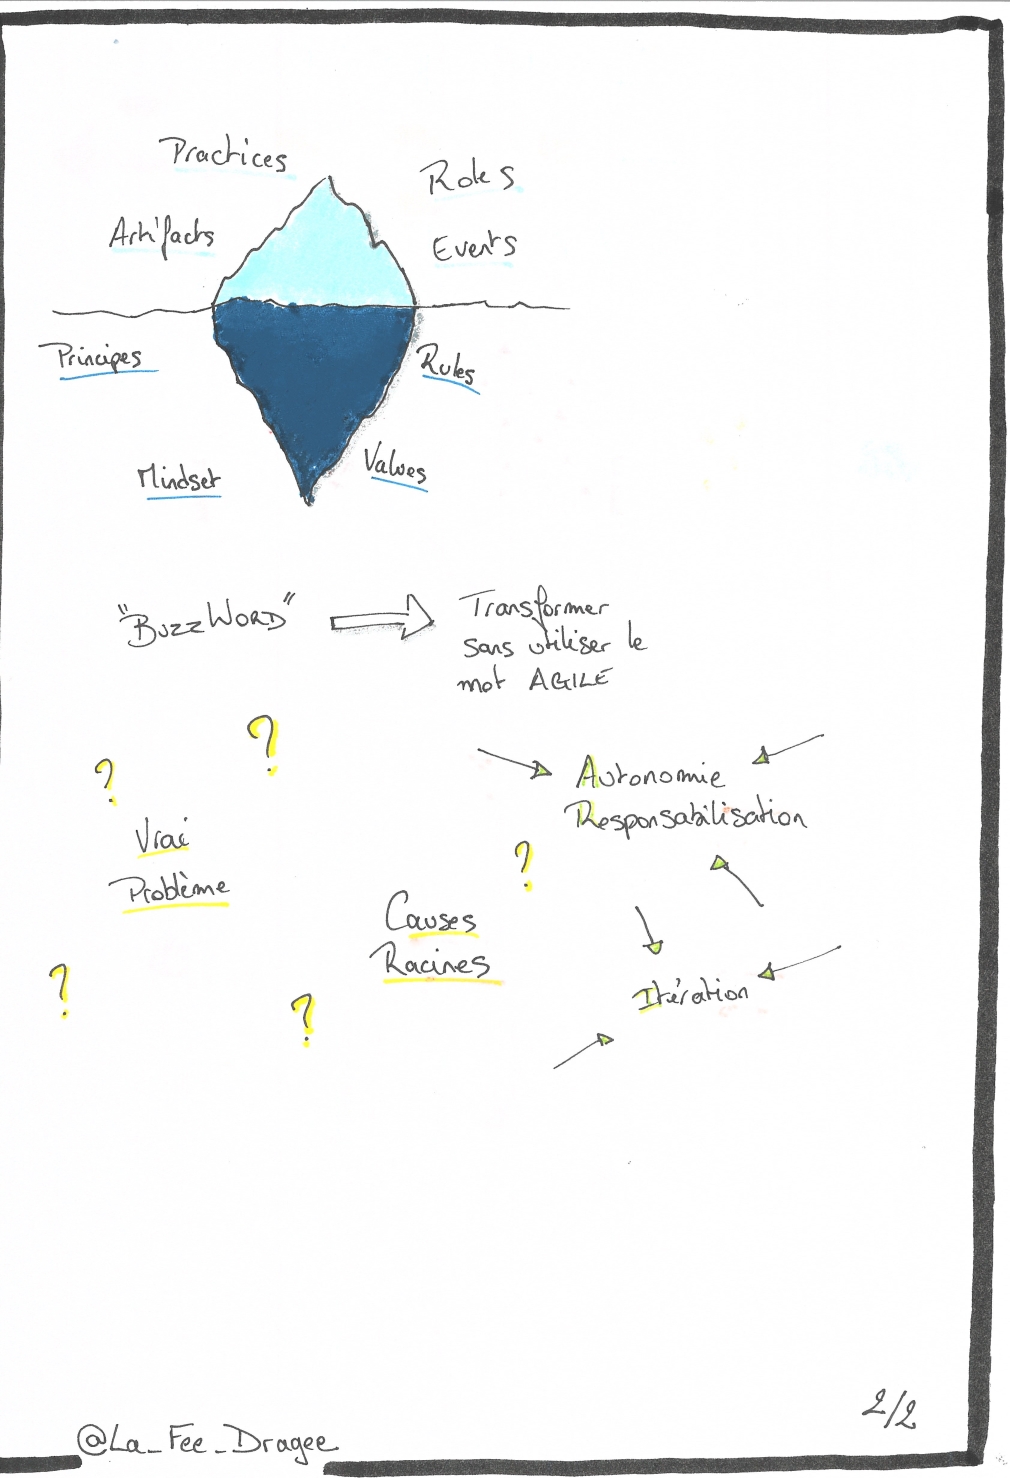 Practices
Roles
Artifacts
Events
Principes
Rules
Mindset
Values
"BUZZWORD"
Transformer
sans utiliser le
mot AGILE
?
?
Vrai
Problème
Autonomie
Responsabilisation
?
Causes
Racines
?
?
Itération
2/2
@La_Fee_Dragee